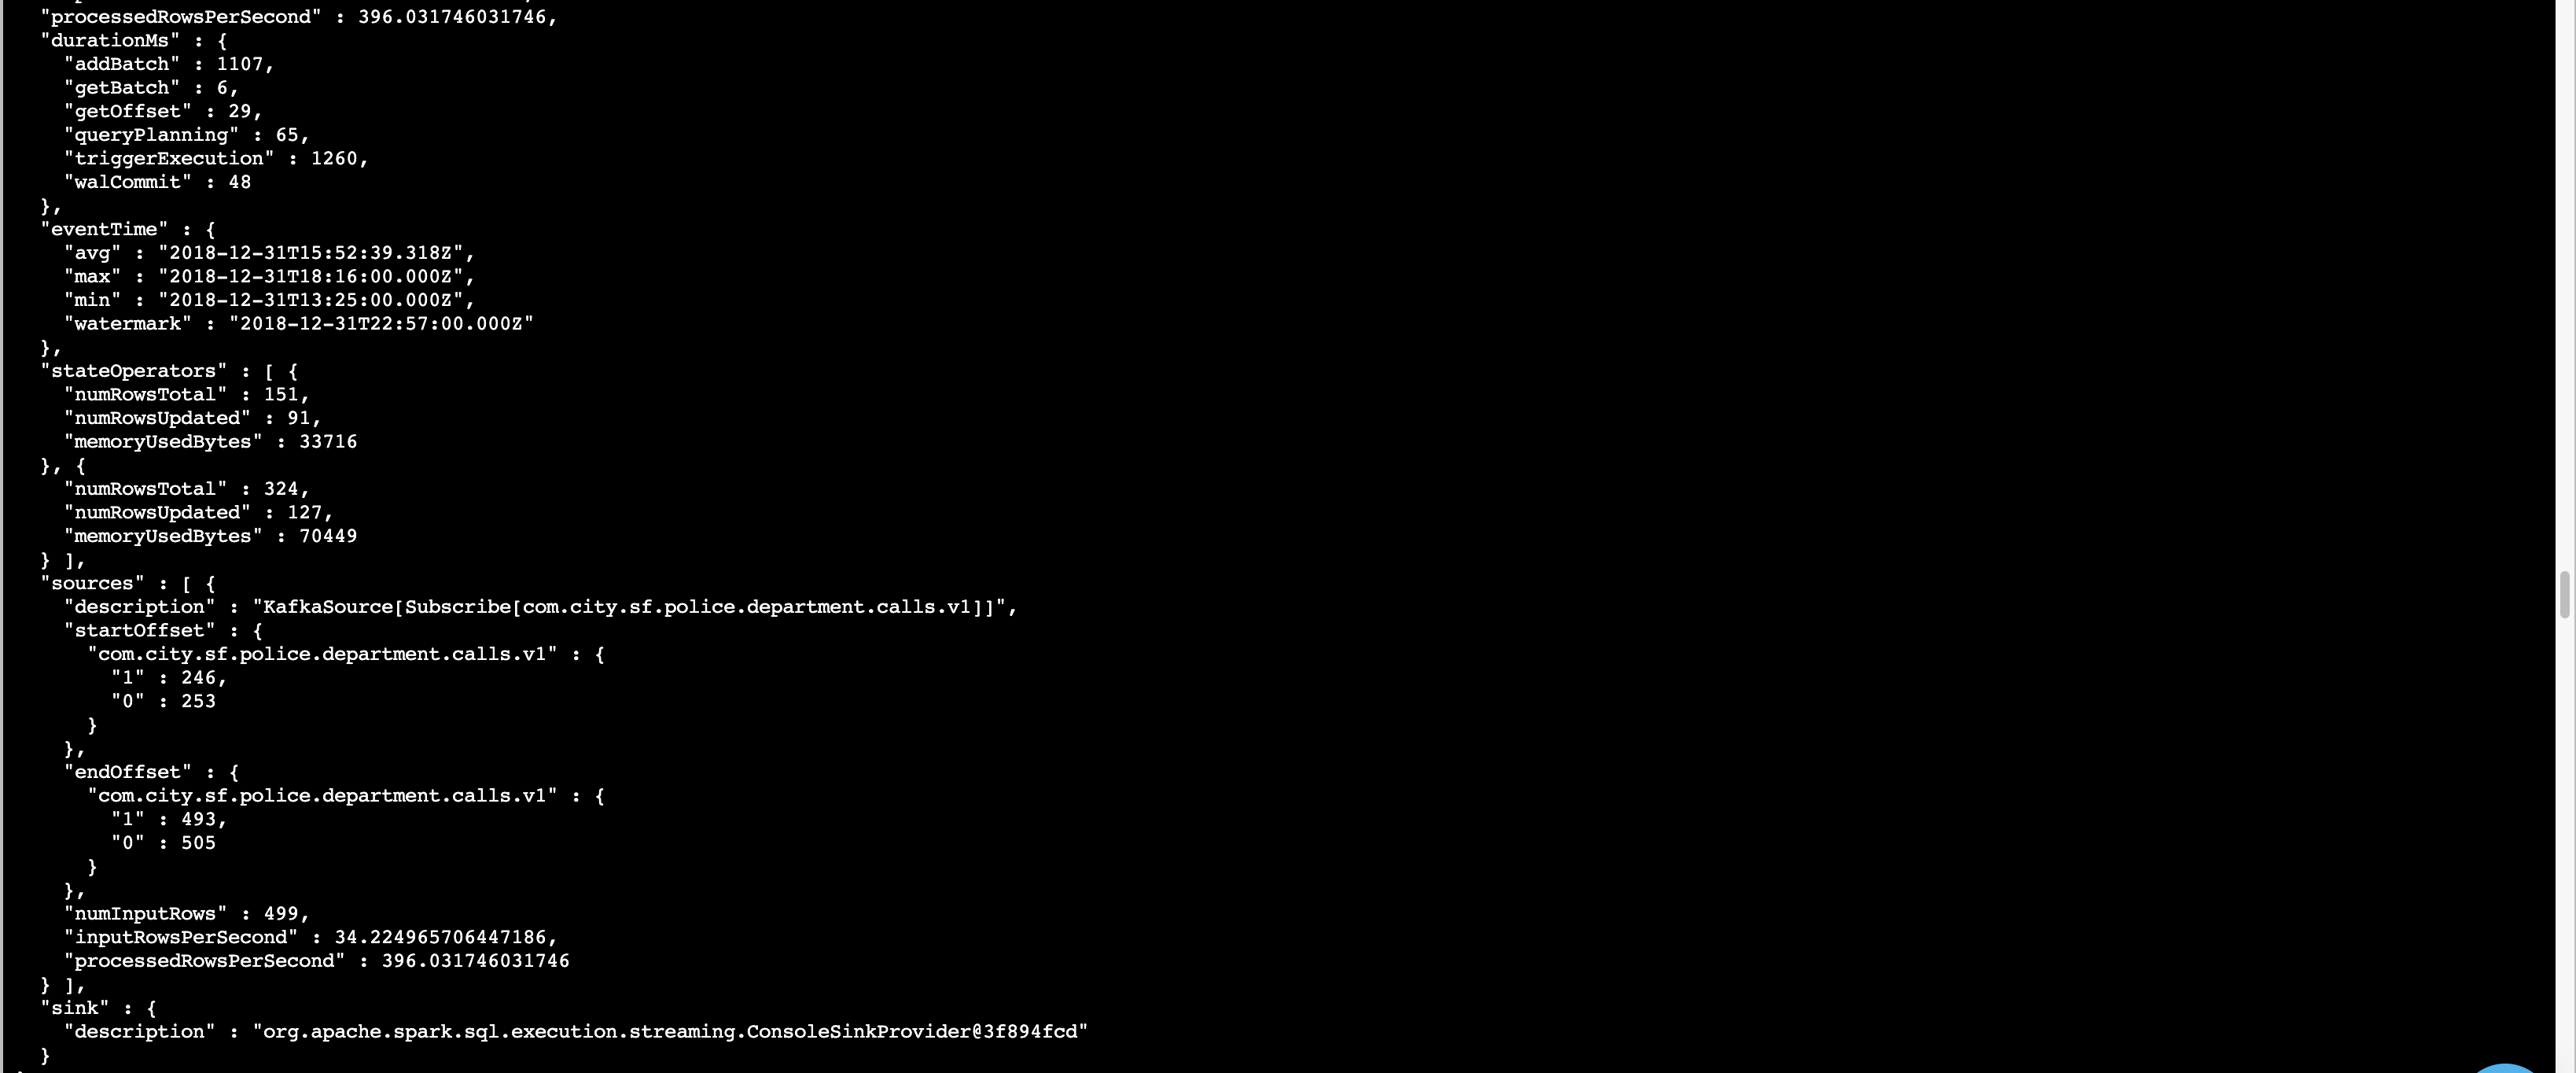 "processedRowsPerSecond" : 396.031746031746,
"durationMs" : {
"addBatch" : 1107,
"getBatch" : 6,
"getOffset" : 29,
"queryPlanning" : 65,
"triggerExecution" : 1260,
"walCommit" : 48
},
"eventTime" : {
"avg" : "2018-12-31T15:52:39.318Z",
"max" : "2018-12-31T18:16:00.000Z",
"min" : "2018-12-31T13:25:00.000Z",
"watermark" : "2018-12-31T22:57:00.000Z"
},
"stateOperators" : [ {
"numRowsTotal" : 151,
"numRowsUpdated" : 91,
"memoryUsedBytes" : 33716
}, {
"numRowsTotal" : 324,
"numRowsUpdated" : 127,
"memoryUsedBytes" : 70449
} ],
"sources" : [ {
"description" : "KafkaSource[Subscribe[com.city.sf.police.department.calls.v1]]",
"startOffset" : {
"com.city.sf.police.department.calls.v1" : {
"1" : 246,
"0" : 253
}
},
"endOffset" : {
"com.city.sf.police.department.calls.v1" : {
"1" : 493,
"0" : 505
}
},
"numInputRows" : 499,
"inputRowsPerSecond" : 34.224965706447186,
"processedRowsPerSecond" : 396.031746031746
} ],
"sink" : {
"description" : "org.apache.spark.sql.execution.streaming.ConsoleSinkProvider@3f894fcd"
}